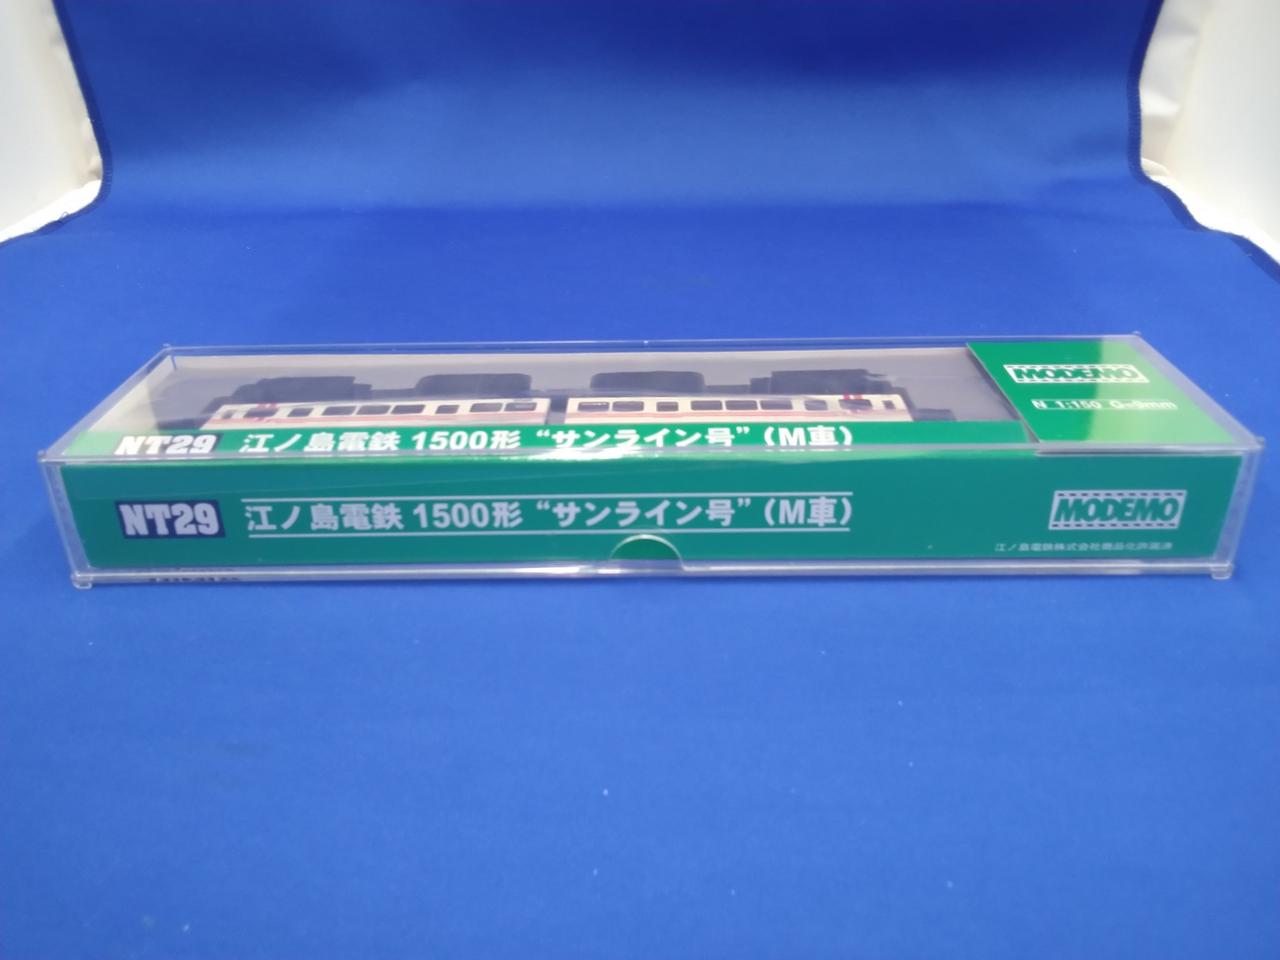 MODEMO
N 1:150 G=9mm
NT29 江ノ島電鉄 1500形 “サンライン号” (M車)
NT29 江ノ島電鉄 1500形 “サンライン号” (M車)
MODEMO
江ノ島電鉄株式会社商品化許諾済